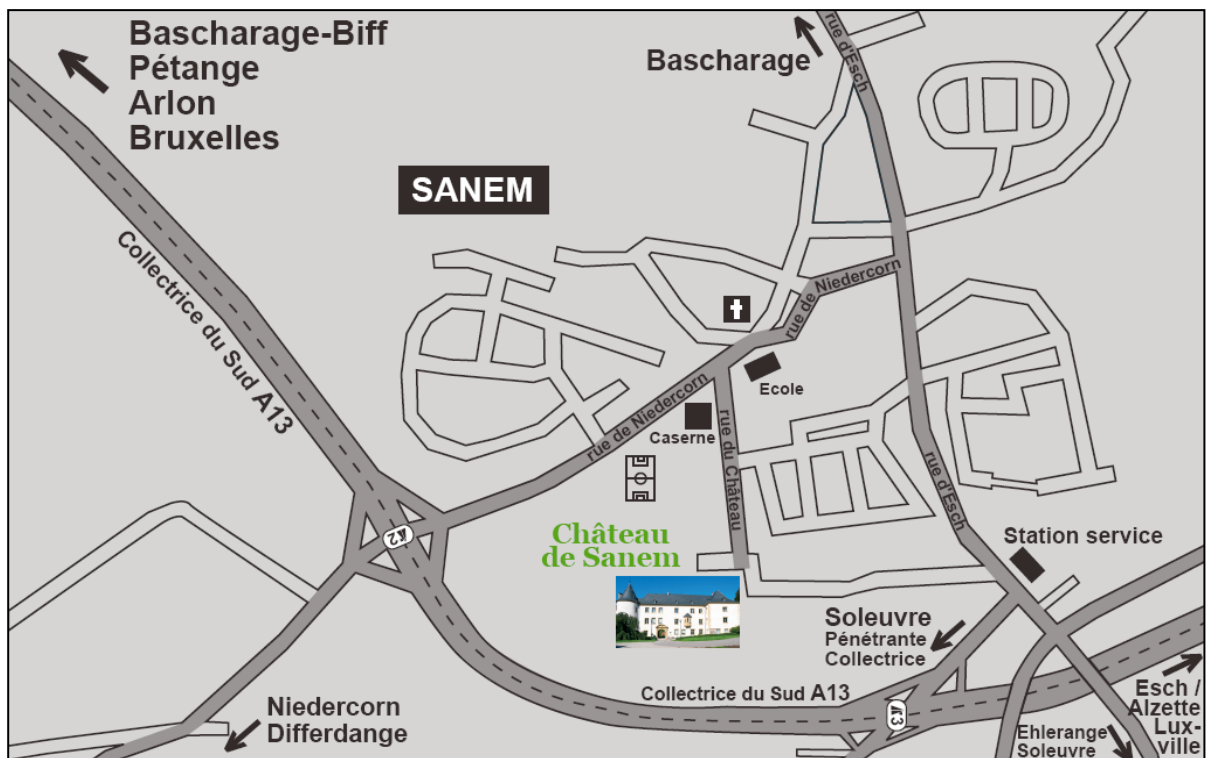 Bascharage-Biff
Pétange
Arlon
Bruxelles
Bascharage
rue d'Esch
SANEM
Collectrice du Sud A13
rue de Niedercorn
Ecole
rue de Niedercorn
Caserne
rue du Château
rue d'Esch
K2
Château
de Sanem
Station service
Soleuvre
Pénétrante
Collectrice
Collectrice du Sud A13
K3
Niedercorn
Differdange
Esch /
Alzette
Lux-
ville
Ehlerange
Soleuvre